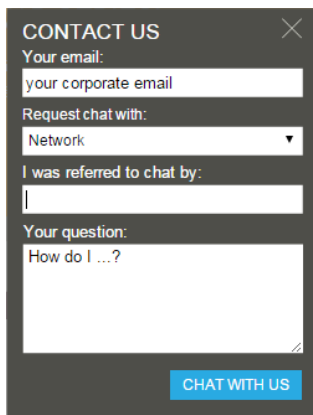 CONTACT US
Your email:
your corporate email
Request chat with:
Network
I was referred to chat by:
Your question:
How do I ...?
CHAT WITH US